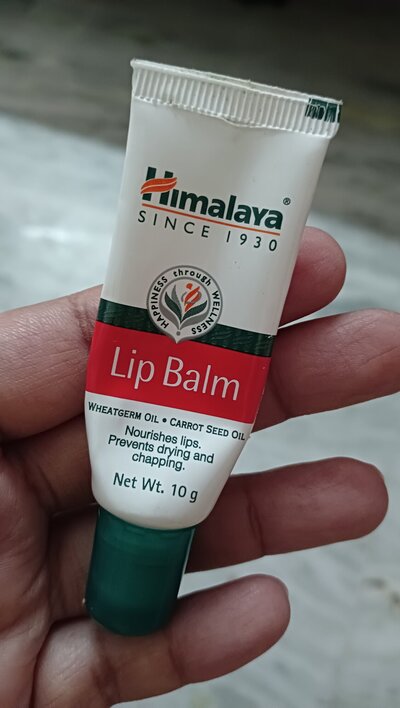 Himalaya®
SINCE 1930
HAPPINESS through WELLNESS
Lip Balm
WHEATGERM OIL • CARROT SEED OIL
Nourishes lips.
Prevents drying and
chapping.
Net Wt. 10 g